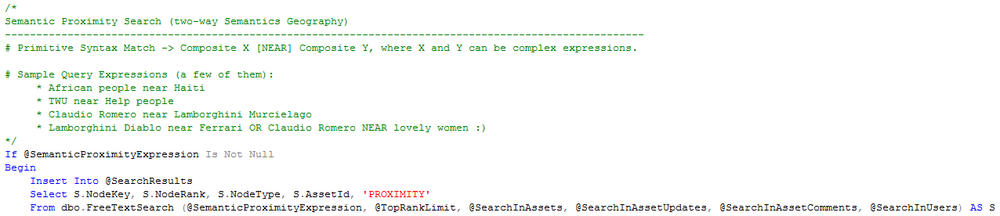 /*
Semantic Proximity Search (two-way Semantics Geography)
------------------------------------------------------------------------------------------------------
# Primitive Syntax Match -> Composite X [NEAR] Composite Y, where X and Y can be complex expressions.
# Sample Query Expressions (a few of them):
* African people near Haiti
* TWU near Help people
* Claudio Romero near Lamborghini Murcielago
* Lamborghini Diablo near Ferrari OR Claudio Romero NEAR lovely women :)
*/
If @SemanticProximityExpression Is Not Null
Begin
Insert Into @SearchResults
Select S.NodeKey, S.NodeRank, S.NodeType, S.AssetId, 'PROXIMITY'
From dbo.FreeTextSearch (@SemanticProximityExpression, @TopRankLimit, @SearchInAssets, @SearchInAssetUpdates, @SearchInAssetComments, @SearchInUsers) AS S